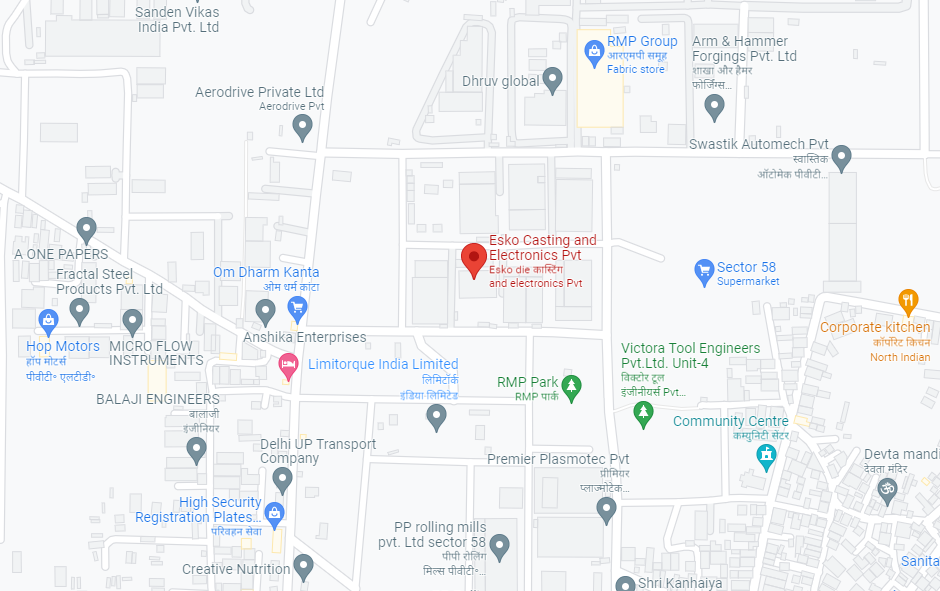 Sanden Vikas
India Pvt. Ltd
RMP Group
आरएमपी समूह
Fabric store
Arm & Hammer
Forgings Pvt. Ltd
शाखा और हैमर
फोर्जिंग्स...
Dhruv global
Aerodrive Private Ltd
Aerodrive Pvt
Swastik Automech Pvt
स्वास्तिक
ऑटोमेक पीवीटी...
Esko Casting and
Electronics Pvt
Esko die कास्टिंग
and electronics Pvt
A ONE PAPERS
Fractal Steel
Products Pvt. Ltd
Om Dharm Kanta
ओम धर्म कांटा
Sector 58
Supermarket
Anshika Enterprises
Hop Motors
हॉप मोटर्स
पीवीटी॰ एलटीडी॰
MICRO FLOW
INSTRUMENTS
Corporate kitchen
कॉर्पोरेट किचन
North Indian
Limitorque India Limited
लिमिटॉर्क
इंडिया लिमिटेड
Victora Tool Engineers
Pvt.Ltd. Unit-4
विक्टोर टूल
इंजीनीयर्स Pvt...
RMP Park
RMP पार्क
BALAJI ENGINEERS
बालाजी
इंजीनियर
Community Centre
कम्युनिटी सेंटर
Delhi UP Transport
Company
Premier Plasmotec Pvt
प्रीमियर
प्लाज्मोटेक...
Devta mandi
देवता मंदिर
High Security
Registration Plates...
परिवहन सेवा
PP rolling mills
pvt. Ltd sector 58
पीपी रोलिंग
मिल्स पीवीटी॰...
Creative Nutrition
Sanita
Shri Kanhaiya